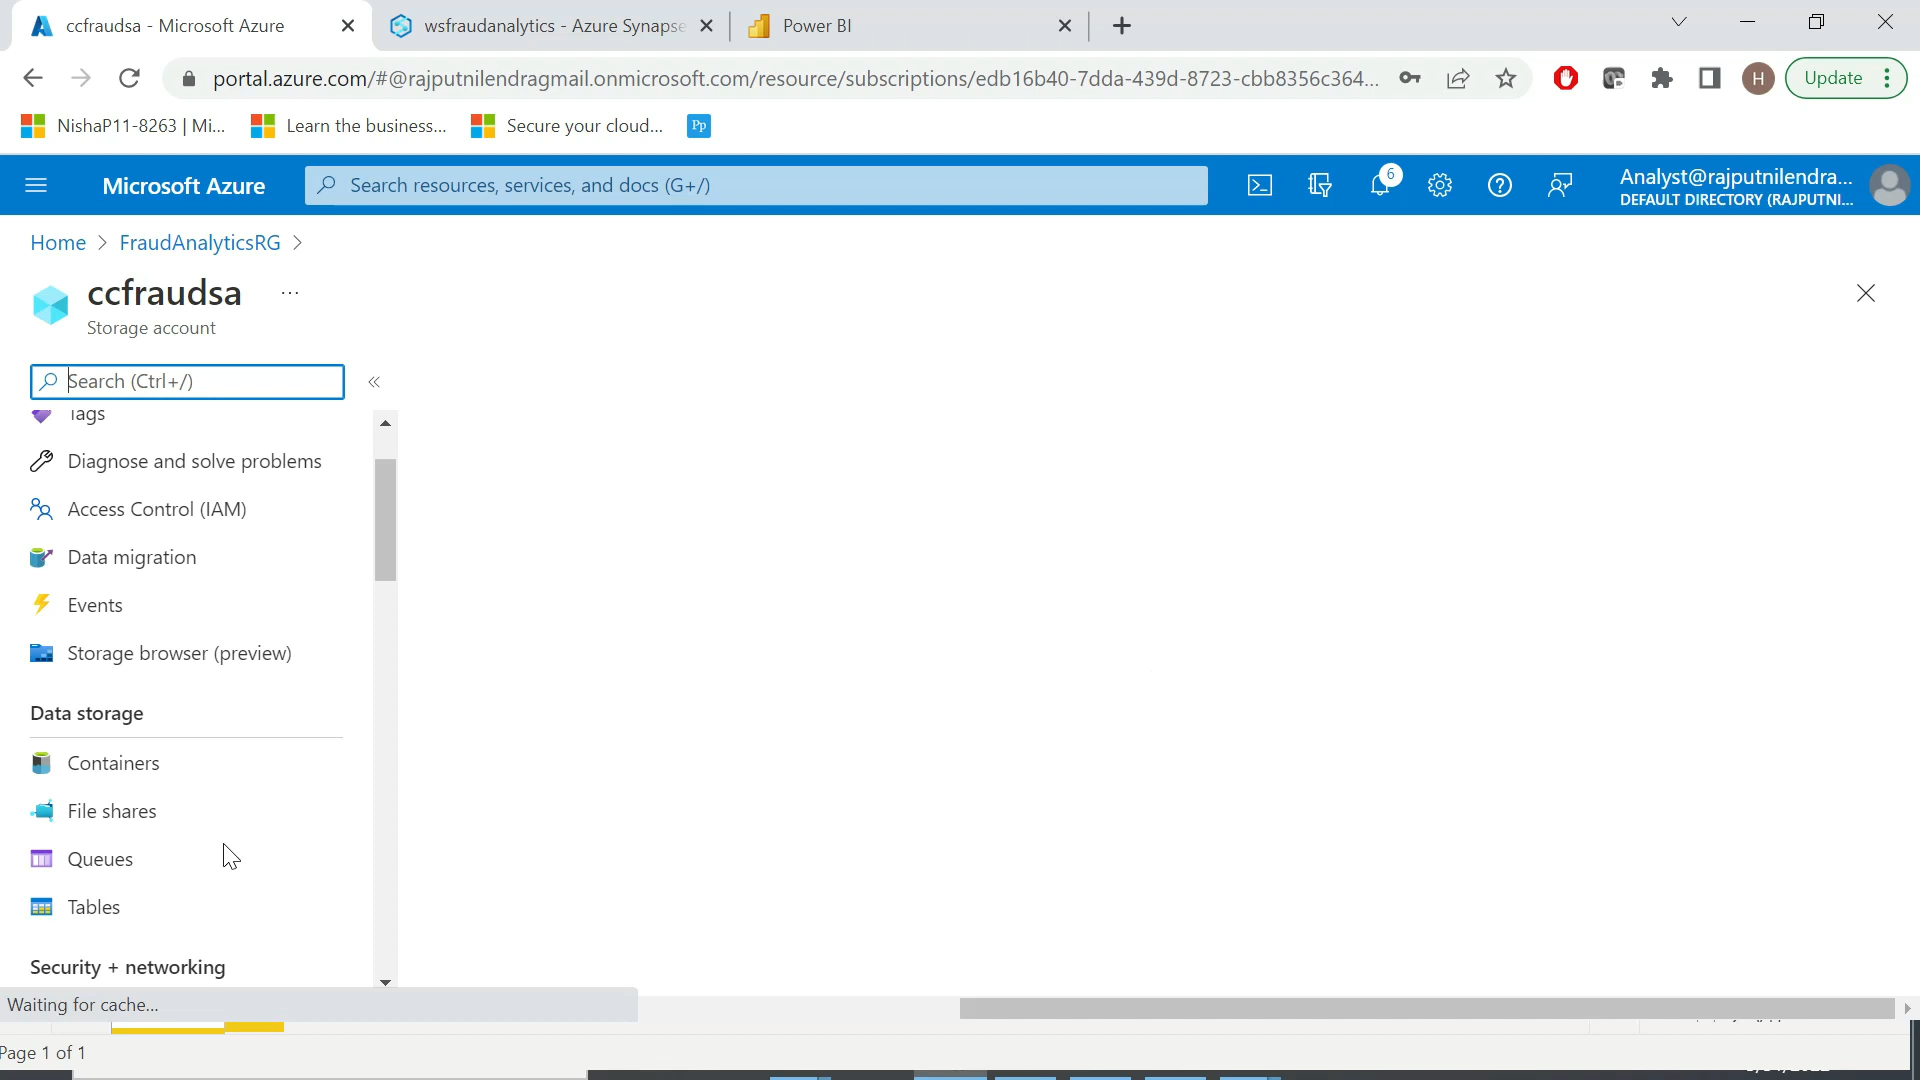 ccfraudsa - Microsoft Azure
wsfraudanalytics - Azure Synapse
Power BI
portal.azure.com/#@rajputnilendragmail.onmicrosoft.com/resource/subscriptions/edb16b40-7dda-439d-8723-cbb8356c364...
H
Update
NishaP11-8263 | Mi...
Learn the business...
Secure your cloud...
Pp
Microsoft Azure
Search resources, services, and docs (G+/)
6
Analyst@rajputnilendra...
DEFAULT DIRECTORY (RAJPUTNI...
Home > FraudAnalyticsRG >
ccfraudsa ...
Storage account
Search (Ctrl+/)
Tags
Diagnose and solve problems
Access Control (IAM)
Data migration
Events
Storage browser (preview)
Data storage
Containers
File shares
Queues
Tables
Security + networking
Waiting for cache...
Page 1 of 1